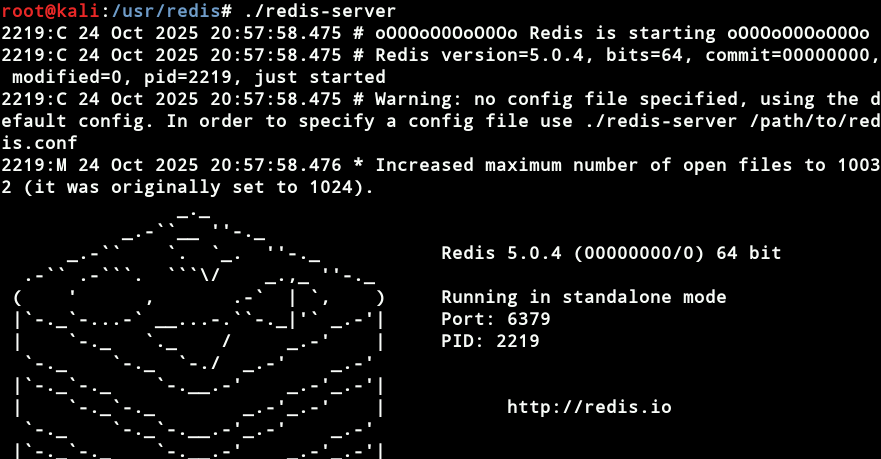 root@kali:/usr/redis# ./redis-server
2219:C 24 Oct 2025 20:57:58.475 # oO0OoO0OoO0Oo Redis is starting oO0OoO0OoO0Oo
2219:C 24 Oct 2025 20:57:58.475 # Redis version=5.0.4, bits=64, commit=00000000,
 modified=0, pid=2219, just started
2219:C 24 Oct 2025 20:57:58.475 # Warning: no config file specified, using the d
efault config. In order to specify a config file use ./redis-server /path/to/red
is.conf
2219:M 24 Oct 2025 20:57:58.476 * Increased maximum number of open files to 1003
2 (it was originally set to 1024).
Redis 5.0.4 (00000000/0) 64 bit
Running in standalone mode
Port: 6379
PID: 2219
http://redis.io